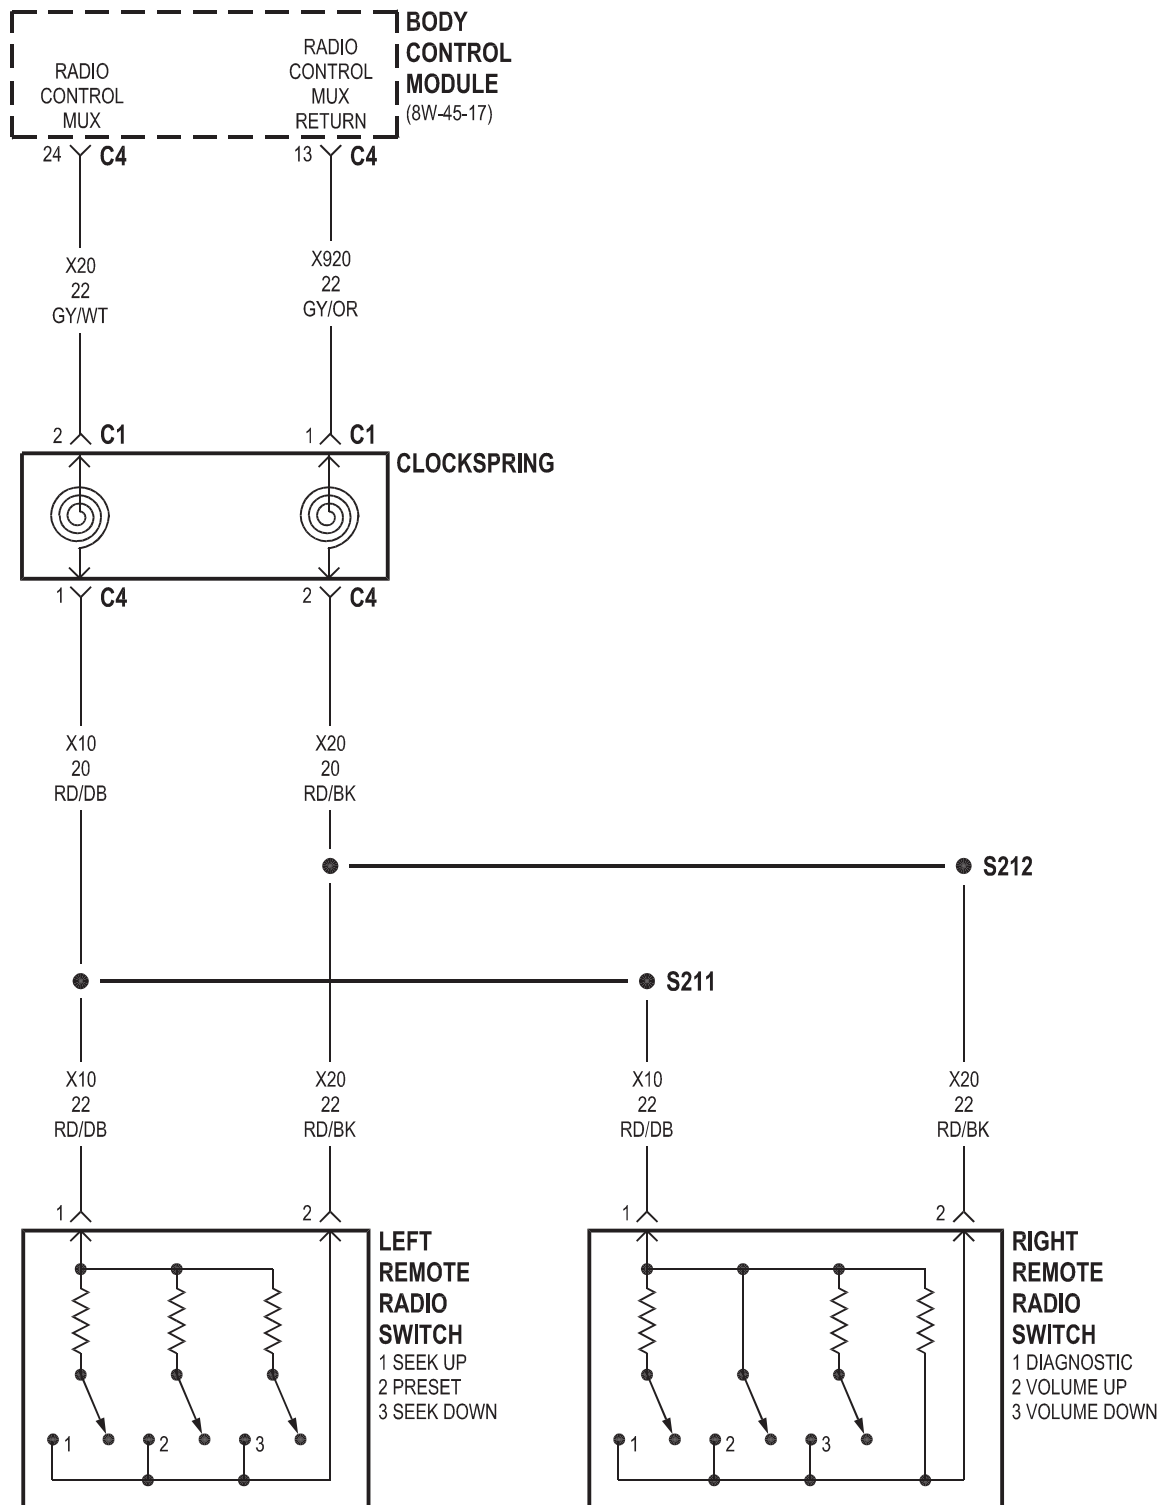 BODY
CONTROL
MODULE
(8W-45-17)
RADIO
CONTROL
MUX
RADIO
CONTROL
MUX
RETURN
24 C4
13 C4
X20
22
GY/WT
X920
22
GY/OR
2 C1
1 C1
CLOCKSPRING
1 C4
2 C4
X10
20
RD/DB
X20
20
RD/BK
S212
S211
X10
22
RD/DB
X20
22
RD/BK
X10
22
RD/DB
X20
22
RD/BK
1
2
1
2
LEFT
REMOTE
RADIO
SWITCH
1 SEEK UP
2 PRESET
3 SEEK DOWN
1
2
3
RIGHT
REMOTE
RADIO
SWITCH
1 DIAGNOSTIC
2 VOLUME UP
3 VOLUME DOWN
1
2
3